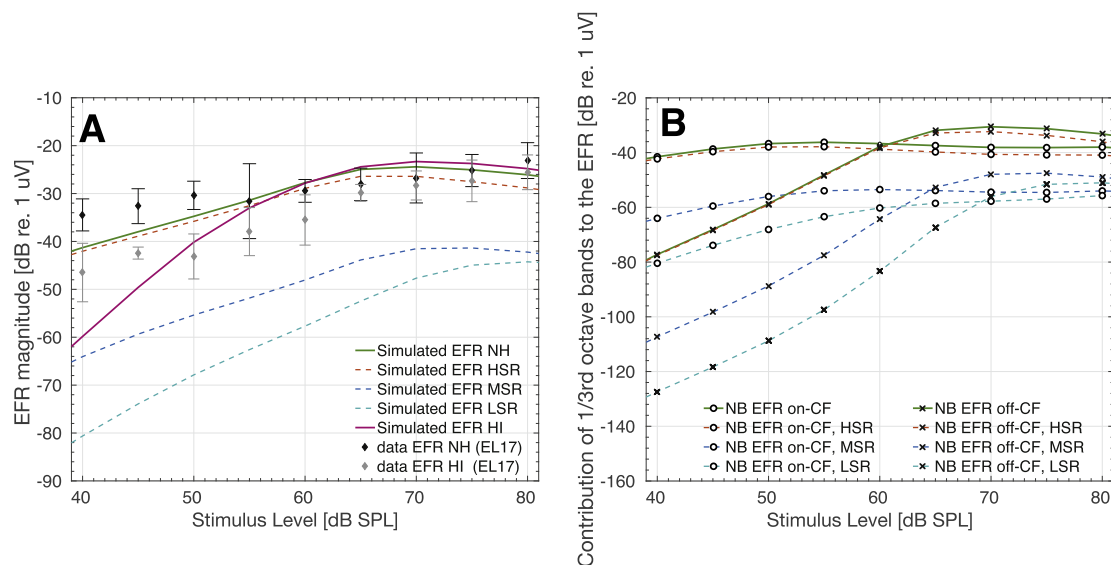 A
EFR magnitude [dB re. 1 uV]
-10
-20
-30
-40
-50
-60
-70
-80
-90
Simulated EFR NH
Simulated EFR HSR
Simulated EFR MSR
Simulated EFR LSR
Simulated EFR HI
data EFR NH (EL17)
data EFR HI (EL17)
40 50 60 70 80
Stimulus Level [dB SPL]
B
Contribution of 1/3rd octave bands to the EFR [dB re. 1 uV]
-20
-40
-60
-80
-100
-120
-140
-160
NB EFR on-CF
NB EFR on-CF, HSR
NB EFR on-CF, MSR
NB EFR on-CF, LSR
NB EFR off-CF
NB EFR off-CF, HSR
NB EFR off-CF, MSR
NB EFR off-CF, LSR
40 50 60 70 80
Stimulus Level [dB SPL]